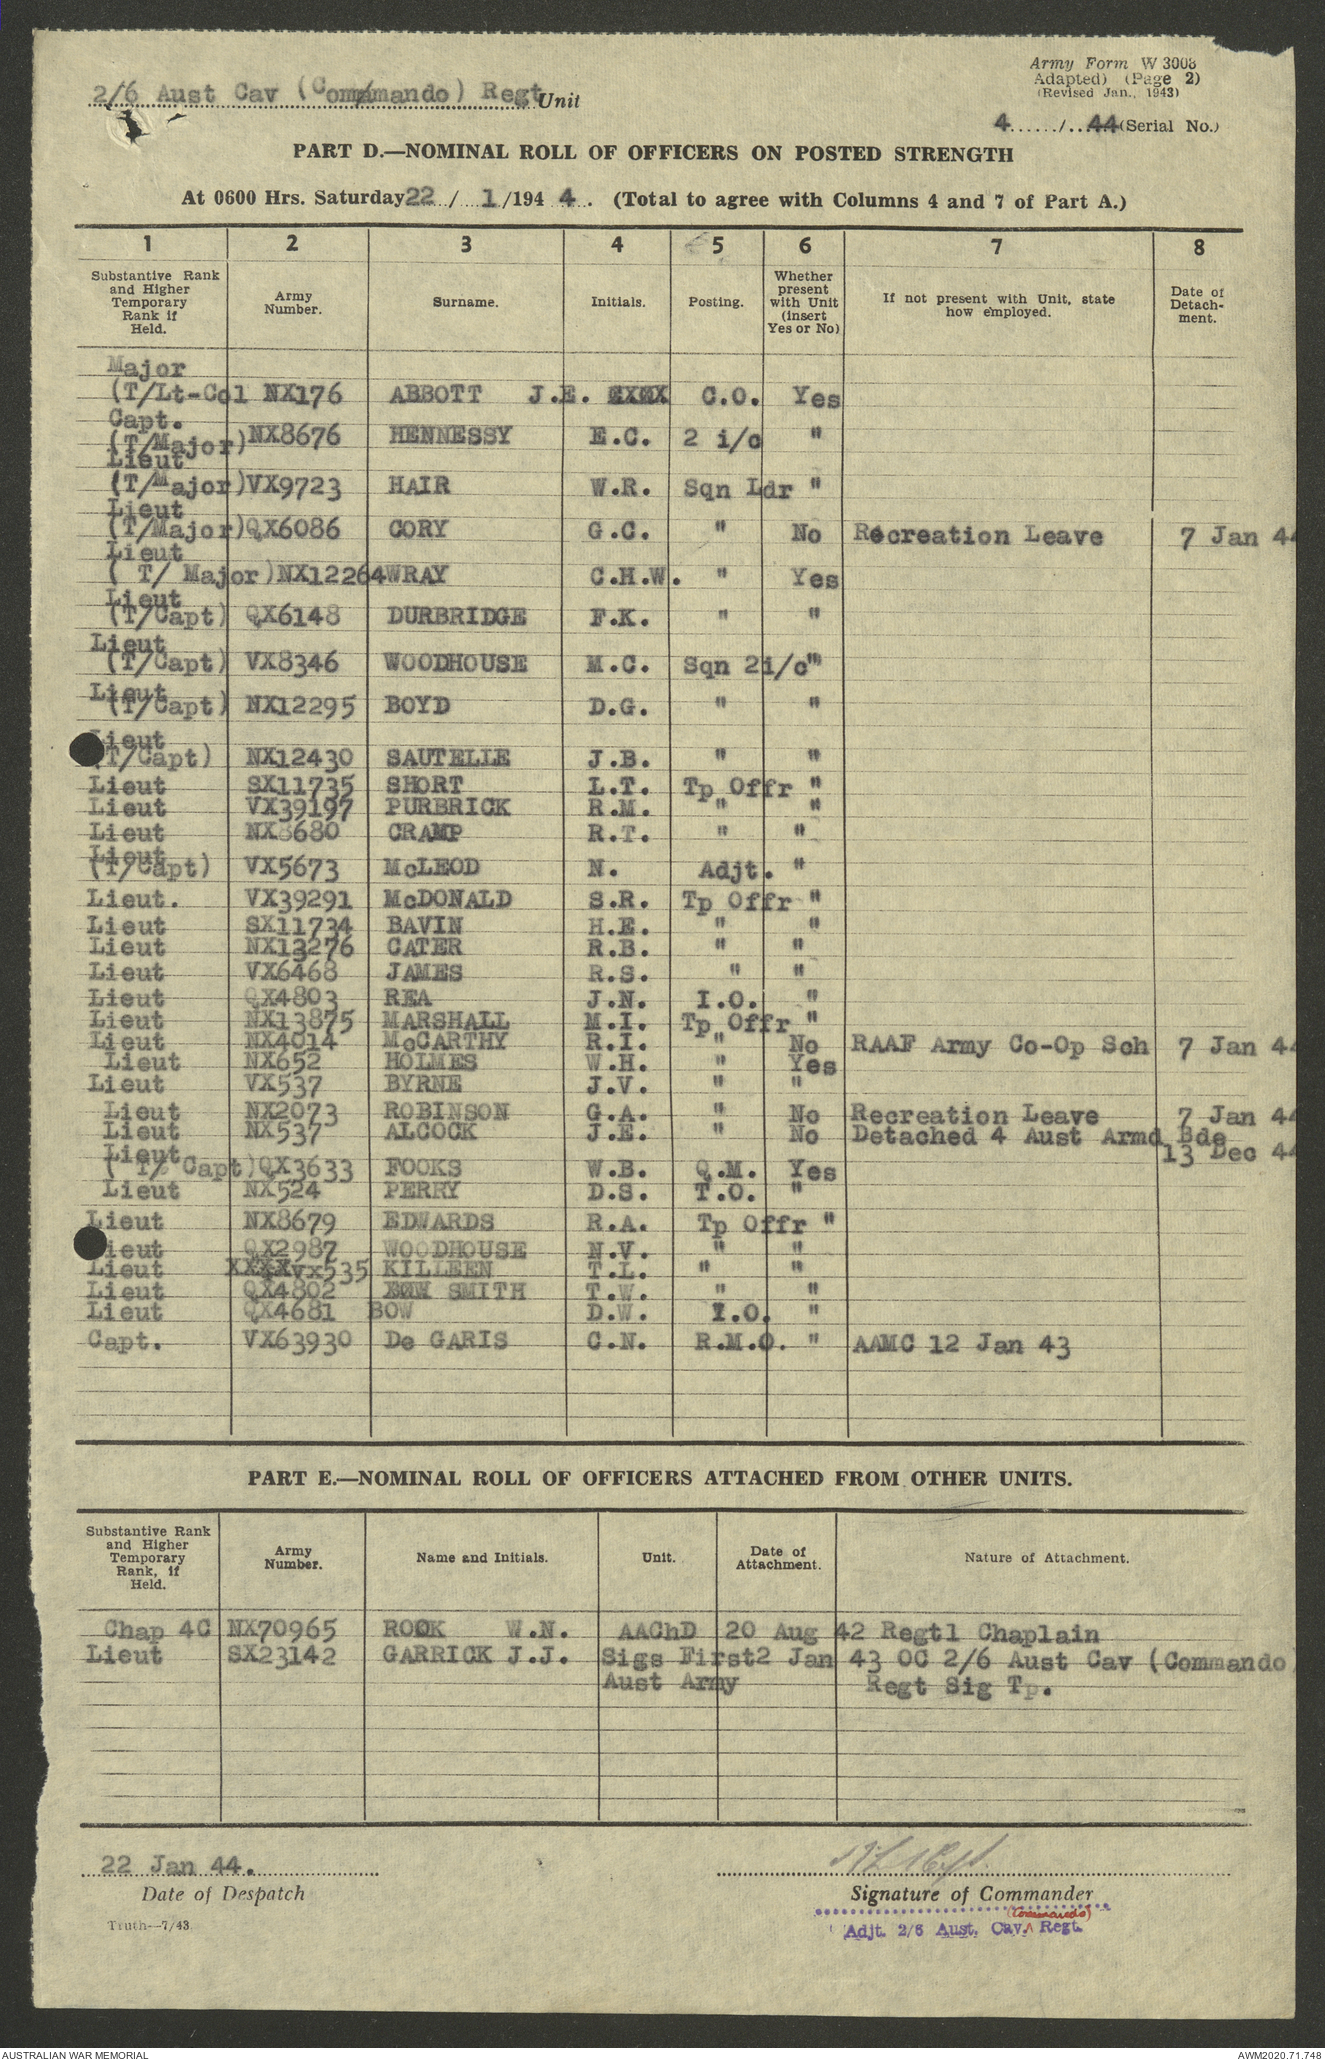 Army Form W 3008
Adapted) (Page 2)
(Revised Jan., 1943)
2/6 Aust Cav (Commando) Regt Unit
4....../...44 (Serial No.)
PART D.—NOMINAL ROLL OF OFFICERS ON POSTED STRENGTH
At 0600 Hrs. Saturday 22 / 1 /194 4 . (Total to agree with Columns 4 and 7 of Part A.)
1 2 3 4 5 6 7 8
Substantive Rank and Higher Temporary Rank if Held. Army Number. Surname. Initials. Posting. Whether present with Unit (insert Yes or No) If not present with Unit, state how employed. Date of Detach-ment.
Major
(T/Lt-Col NX176 ABBOTT J.E. C.O. Yes
Capt.
(T/Major) NX8676 HENNESSY E.C. 2 i/c "
Lieut
(T/Major) VX9723 HAIR W.R. Sqn Ldr "
Lieut
(T/Major) QX6086 CORY G.C. " No Recreation Leave 7 Jan 44
Lieut
( T/ Major) NX12264 WRAY C.H.W. " Yes
Lieut
(T/Capt) QX6148 DURBRIDGE F.K. " "
Lieut
(T/Capt) VX8346 WOODHOUSE M.C. Sqn 2i/c "
Lieut
(T/Capt) NX12295 BOYD D.G. " "
Lieut
(T/Capt) NX12430 SAUTELLE J.B. " "
Lieut SX11735 SHORT L.T. Tp Offr "
Lieut VX39197 PURBRICK R.M. " "
Lieut NX8680 CRAMP R.T. " "
Lieut
(T/Capt) VX5673 McLEOD N. Adjt. "
Lieut. VX39291 McDONALD S.R. Tp Offr "
Lieut SX11734 BAVIN H.E. " "
Lieut NX13276 CATER R.B. " "
Lieut VX6468 JAMES R.S. " "
Lieut QX4803 REA J.N. I.O. "
Lieut NX13875 MARSHALL M.I. Tp Offr "
Lieut NX4014 McCARTHY R.I. " No RAAF Army Co-Op Sch 7 Jan 44
Lieut NX652 HOLMES W.H. " Yes
Lieut VX537 BYRNE J.V. " "
Lieut NX2073 ROBINSON G.A. " No Recreation Leave 7 Jan 44
Lieut NX537 ALCOCK J.E. " No Detached 4 Aust Armd Bde
13 Dec 44
Lieut
( T/ Capt) QX3633 FOOKS W.B. Q.M. Yes
Lieut NX524 PERRY D.S. T.O. "
Lieut NX8679 EDWARDS R.A. Tp Offr "
Lieut QX2987 WOODHOUSE N.V. " "
Lieut XXXXvx535 KILLEEN T.L. " "
Lieut QX4802 SMITH T.W. " "
Lieut QX4681 BOW D.W. I.O. "
Capt. VX63930 De GARIS C.N. R.M.O. " AAMC 12 Jan 43
PART E.—NOMINAL ROLL OF OFFICERS ATTACHED FROM OTHER UNITS.
Substantive Rank and Higher Temporary Rank, if Held. Army Number. Name and Initials. Unit. Date of Attachment. Nature of Attachment.
Chap 4C NX70965 ROOK W.N. AAChD 20 Aug 42 Regtl Chaplain
Lieut SX23142 GARRICK J.J. Sigs First 2 Jan 43 OC 2/6 Aust Cav (Commando)
Aust Army Regt Sig Tp.
22 Jan 44.
Date of Despatch
Signature of Commander
(Commando)
Adjt. 2/6 Aust. Cav. Regt.
Truth—7/43.
AUSTRALIAN WAR MEMORIAL AWM2020.71.748